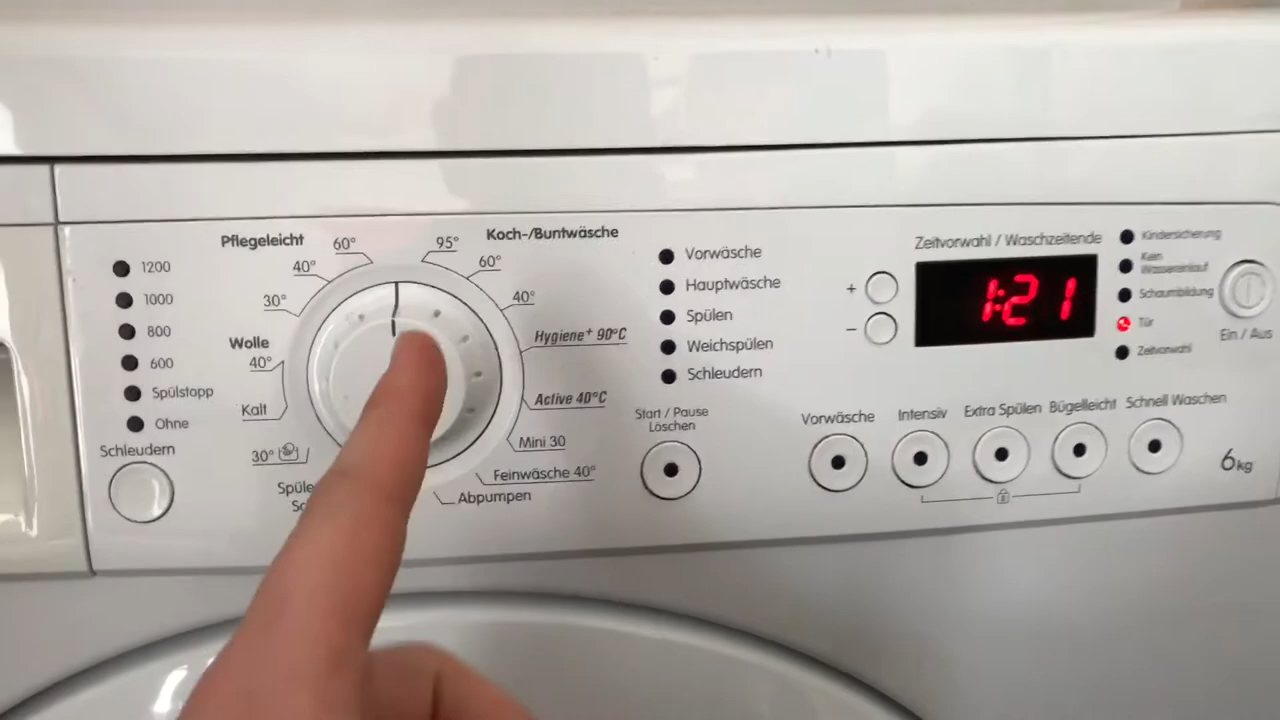 1200
1000
800
600
Spülstopp
Ohne
Schleudern
Pflegeleicht
60°
40°
30°
Wolle
40°
Kalt
30°
Koch-/Buntwäsche
95°
60°
40°
Hygiene+ 90°C
Active 40°C
Mini 30
Feinwäsche 40°
Abpumpen
Vorwäsche
Hauptwäsche
Spülen
Weichspülen
Schleudern
Start / Pause
Löschen
Zeitvorwahl / Waschzeitende
+
−
1:21
Kindersicherung
Kein
Wassereinlauf
Schaumbildung
Tür
Zeitvorwahl
Ein / Aus
Vorwäsche
Intensiv
Extra Spülen
Bügelleicht
Schnell Waschen
6kg